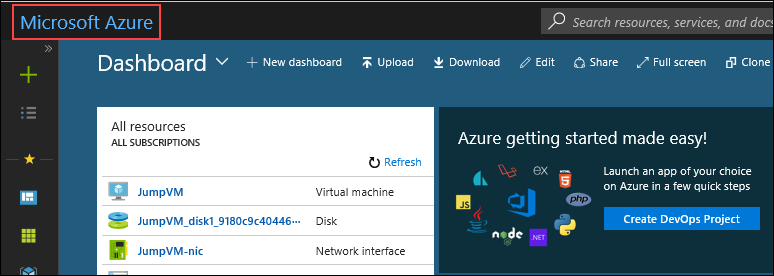 Microsoft Azure
Search resources, services, and docs
Dashboard
New dashboard
Upload
Download
Edit
Share
Full screen
Clone
All resources
ALL SUBSCRIPTIONS
Refresh
JumpVM
Virtual machine
JumpVM_disk1_9180c9c40446···
Disk
JumpVM-nic
Network interface
Azure getting started made easy!
ex
JS
php
node
.NET
Launch an app of your choice
on Azure in a few quick steps
Create DevOps Project